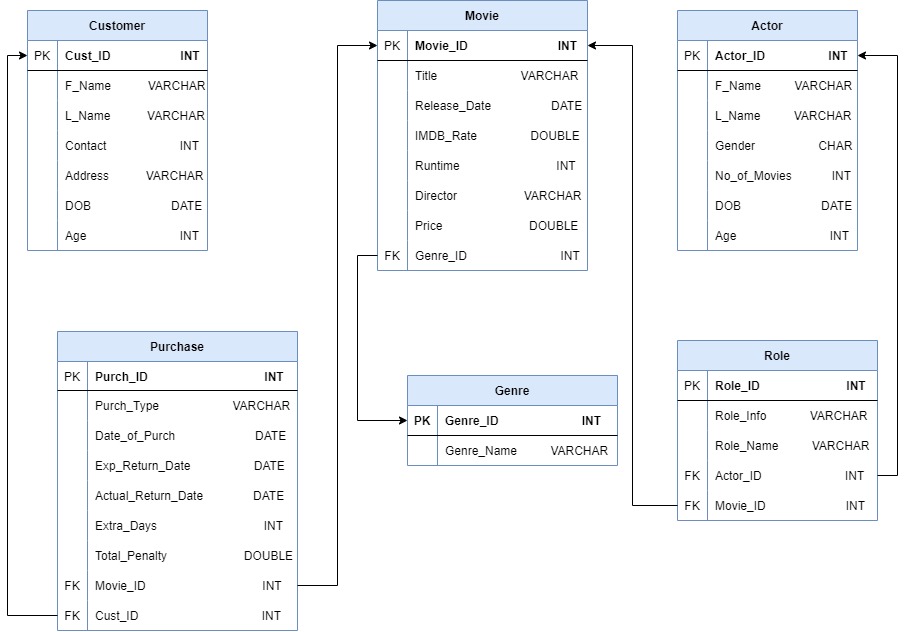 Customer
PK Cust_ID INT
F_Name VARCHAR
L_Name VARCHAR
Contact INT
Address VARCHAR
DOB DATE
Age INT
Movie
PK Movie_ID INT
Title VARCHAR
Release_Date DATE
IMDB_Rate DOUBLE
Runtime INT
Director VARCHAR
Price DOUBLE
FK Genre_ID INT
Actor
PK Actor_ID INT
F_Name VARCHAR
L_Name VARCHAR
Gender CHAR
No_of_Movies INT
DOB DATE
Age INT
Purchase
PK Purch_ID INT
Purch_Type VARCHAR
Date_of_Purch DATE
Exp_Return_Date DATE
Actual_Return_Date DATE
Extra_Days INT
Total_Penalty DOUBLE
FK Movie_ID INT
FK Cust_ID INT
Genre
PK Genre_ID INT
Genre_Name VARCHAR
Role
PK Role_ID INT
Role_Info VARCHAR
Role_Name VARCHAR
FK Actor_ID INT
FK Movie_ID INT